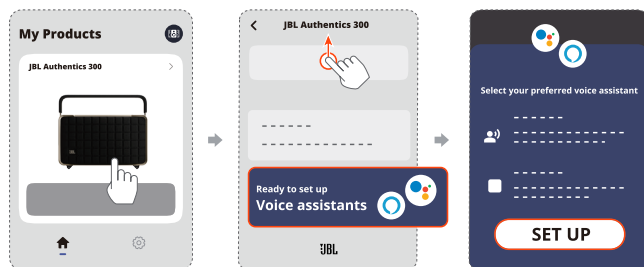 My Products
JBL Authentics 300
JBL Authentics 300
Ready to set up
Voice assistants
JBL
Select your preferred voice assistant
SET UP